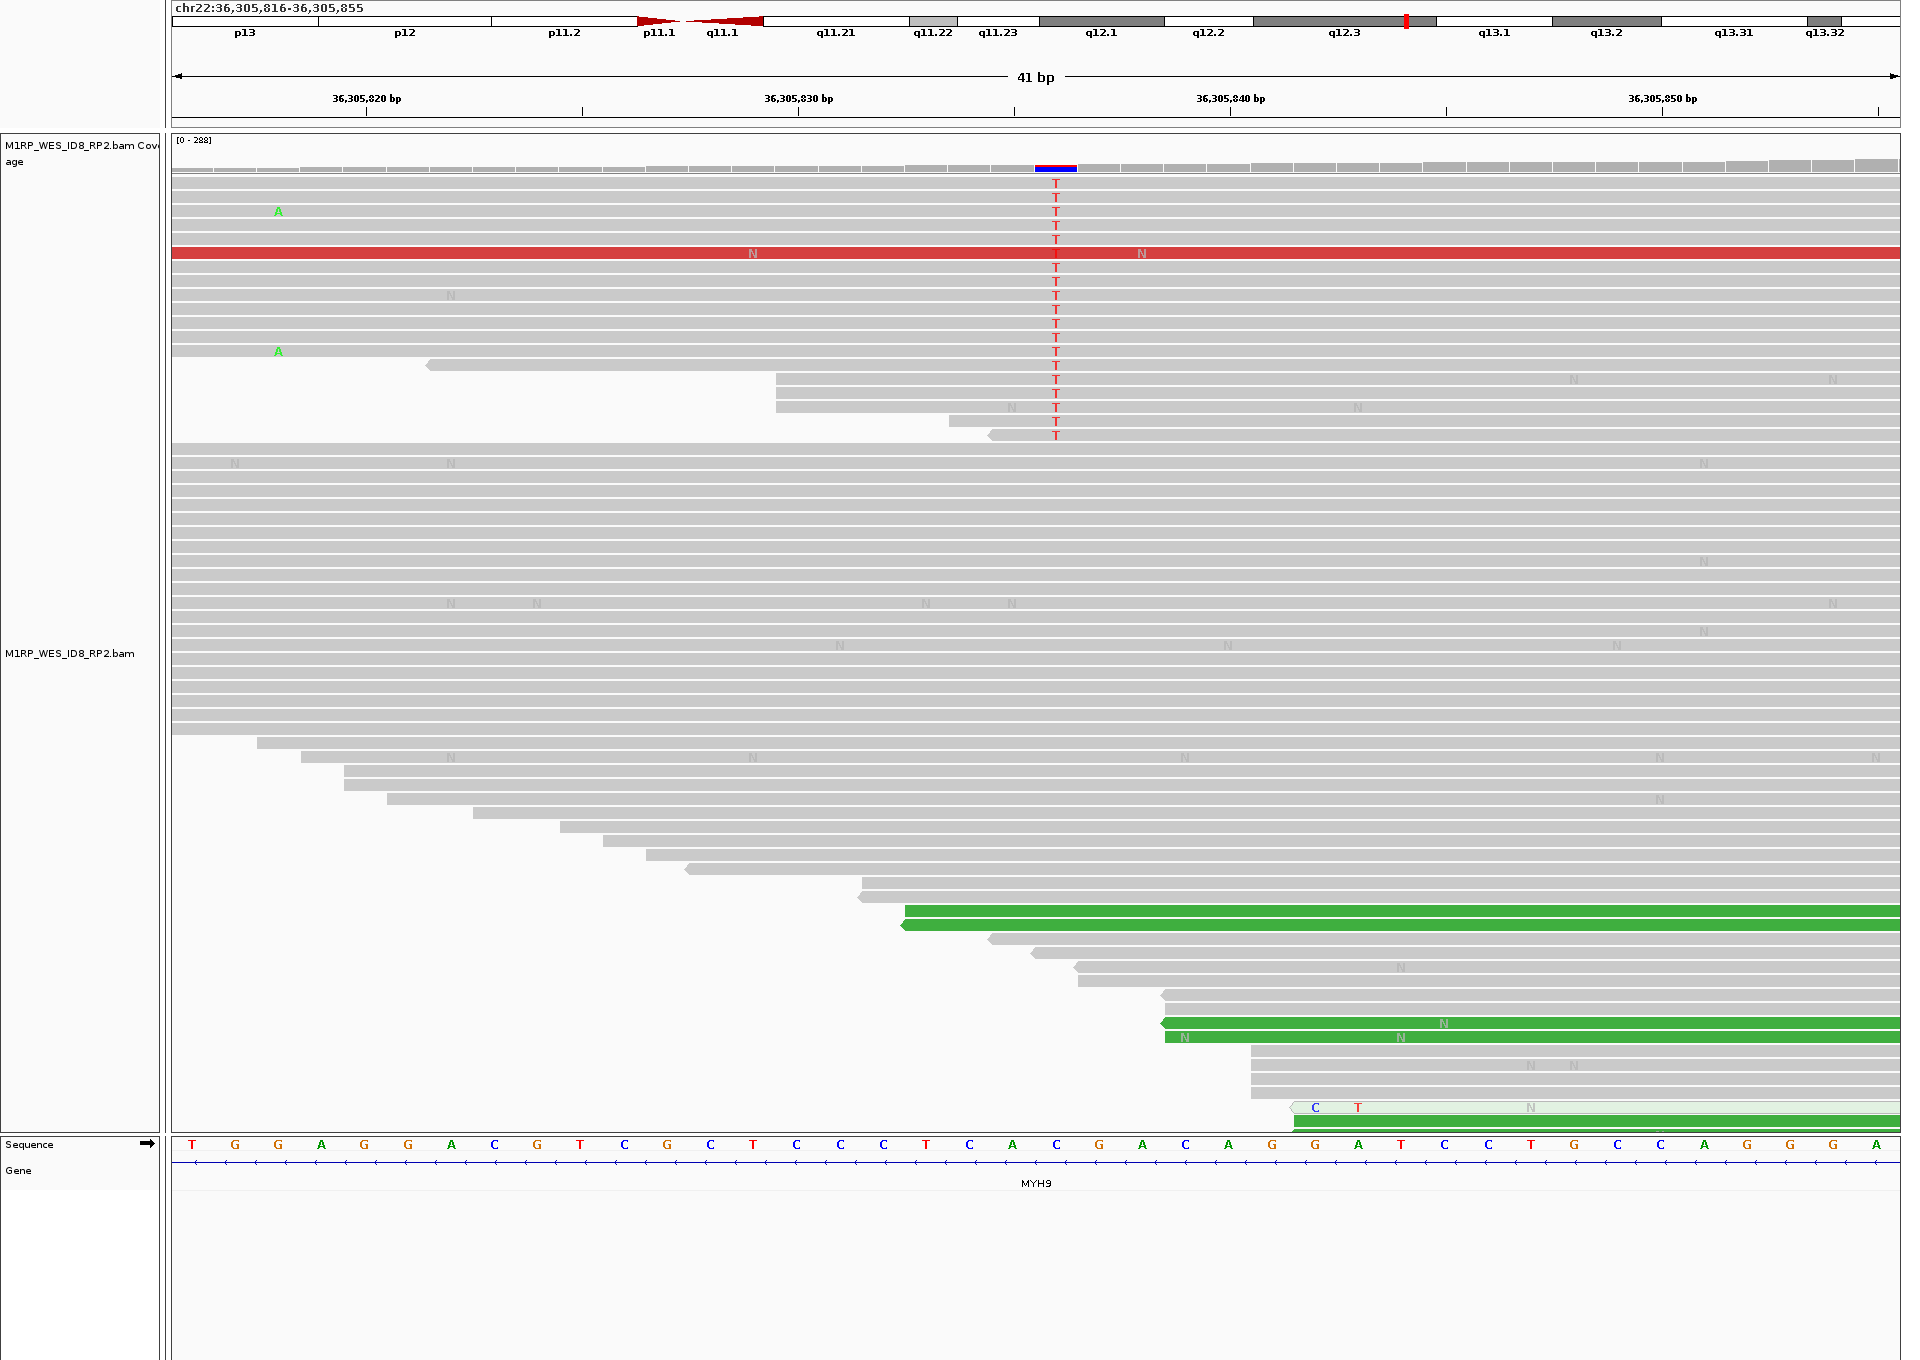 chr22:36,305,816-36,305,855
p13 p12 p11.2 p11.1 q11.1 q11.21 q11.22 q11.23 q12.1 q12.2 q12.3 q13.1 q13.2 q13.31 q13.32
41 bp
36,305,820 bp 36,305,830 bp 36,305,840 bp 36,305,850 bp
[0 - 288]
M1RP_WES_ID8_RP2.bam Cov
age
T
T
A T
T
T
N T N
T
T
N T
T
T
T
A T
T
T N N
T
N T N
T
T
N N N
N
N N N N N
N
N N N
M1RP_WES_ID8_RP2.bam
N N N N N
N
N
N
N N
N N
C T N
Sequence T G G A G G A C G T C G C T C C C T C A C G A C A G G A T C C T G C C A G G G A
Gene
MYH9